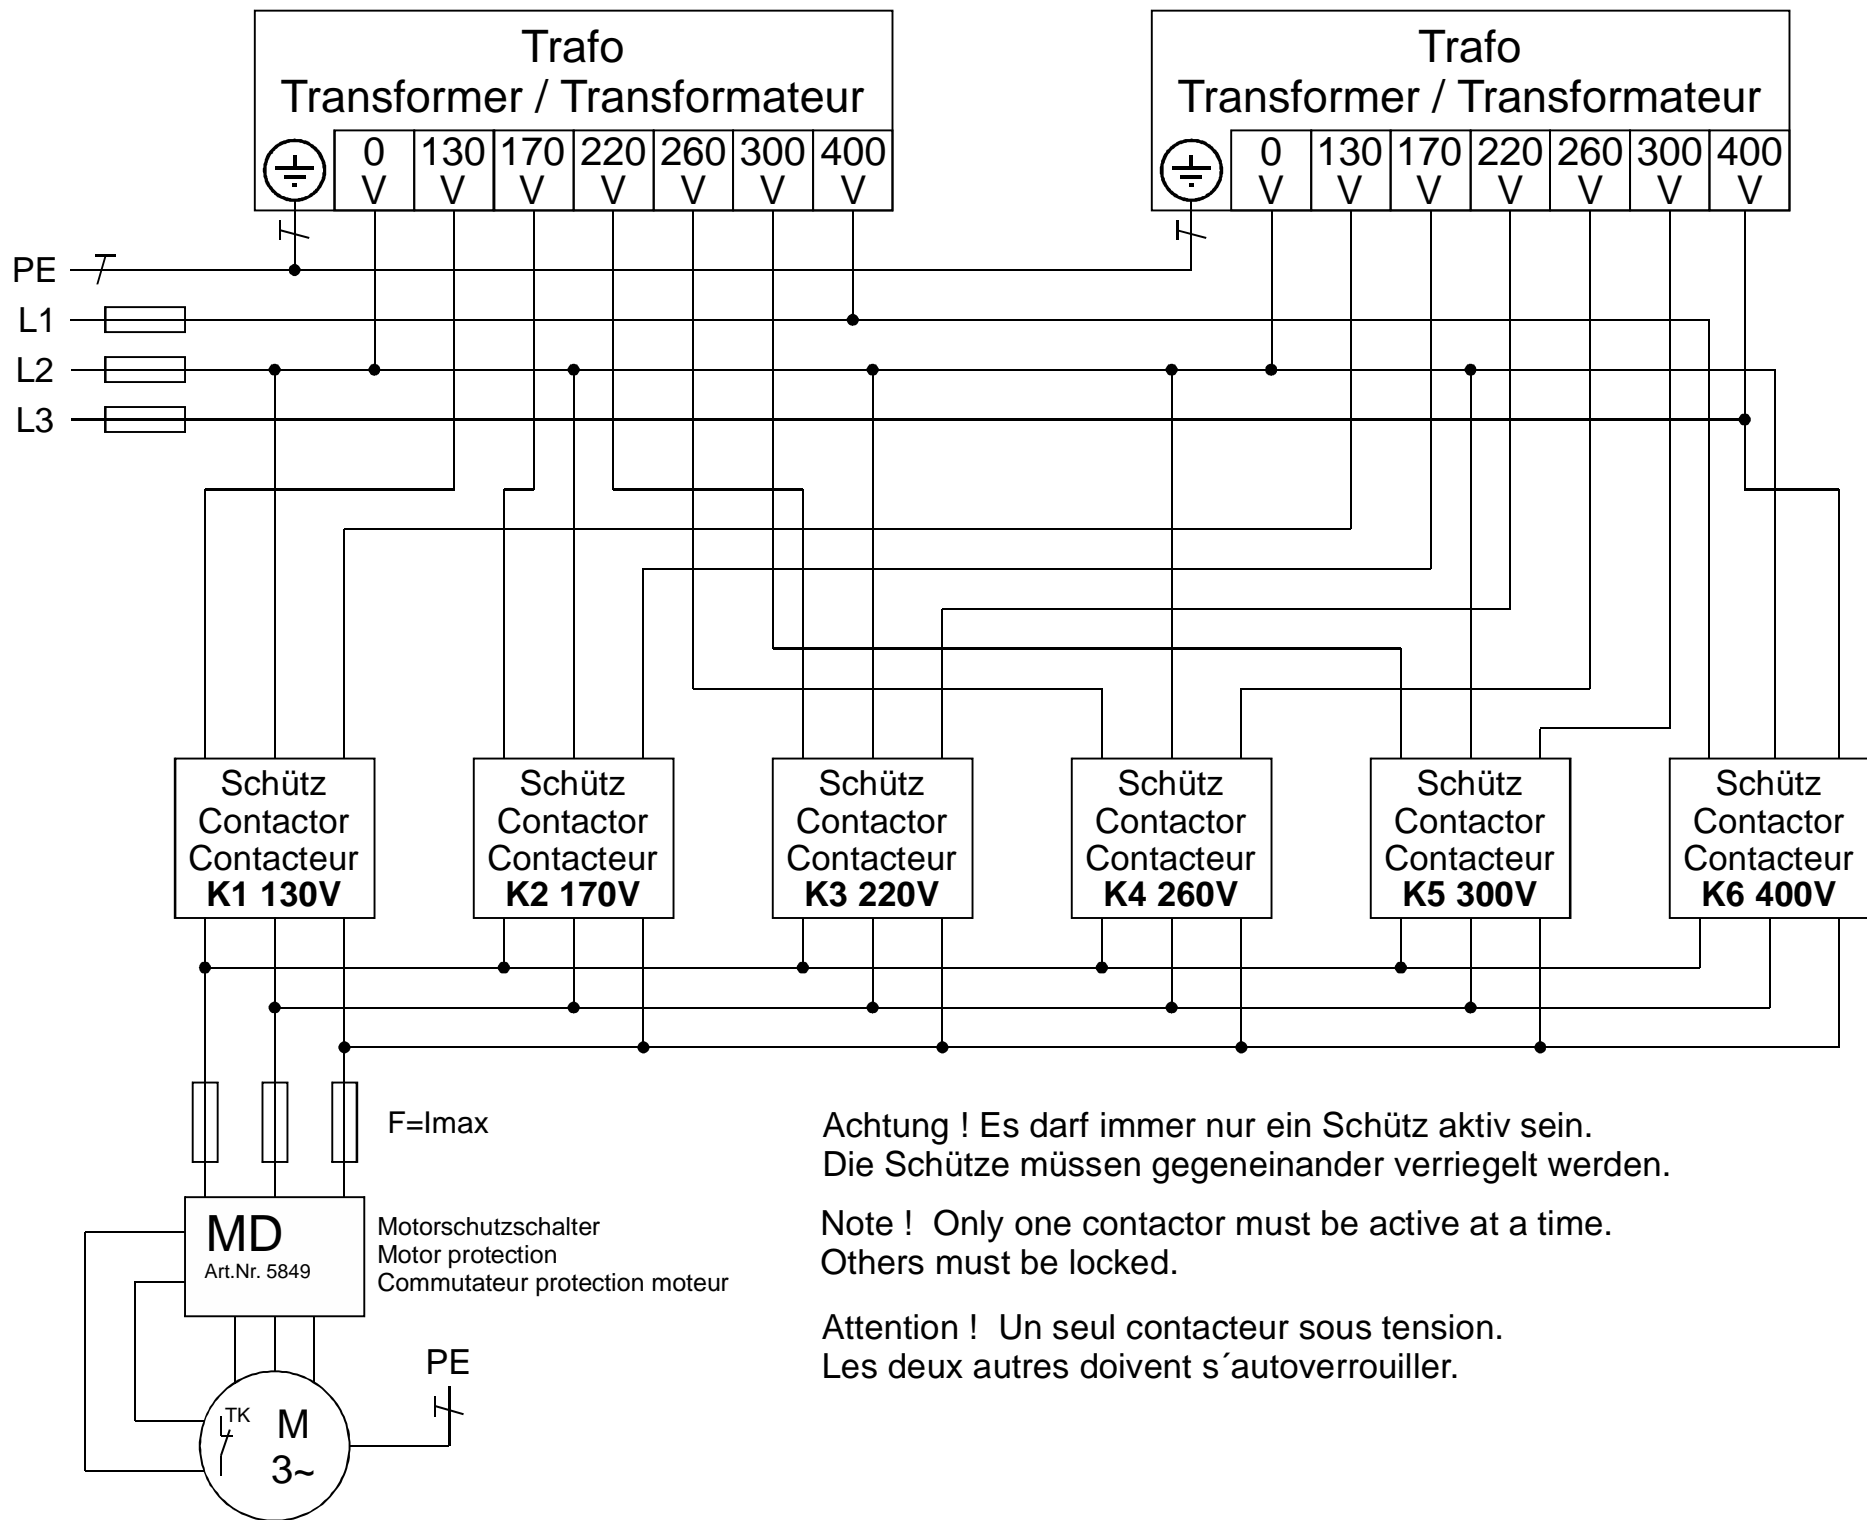 Trafo
Transformer / Transformateur
0 V 130 V 170 V 220 V 260 V 300 V 400 V
Trafo
Transformer / Transformateur
0 V 130 V 170 V 220 V 260 V 300 V 400 V
PE
L1
L2
L3
Schütz
Contactor
Contacteur
K1 130V
Schütz
Contactor
Contacteur
K2 170V
Schütz
Contactor
Contacteur
K3 220V
Schütz
Contactor
Contacteur
K4 260V
Schütz
Contactor
Contacteur
K5 300V
Schütz
Contactor
Contacteur
K6 400V
F=Imax
MD
Art.Nr. 5849
Motorschutzschalter
Motor protection
Commutateur protection moteur
PE
TK
M
3~
Achtung ! Es darf immer nur ein Schütz aktiv sein.
Die Schütze müssen gegeneinander verriegelt werden.
Note ! Only one contactor must be active at a time.
Others must be locked.
Attention ! Un seul contacteur sous tension.
Les deux autres doivent s´autoverrouiller.